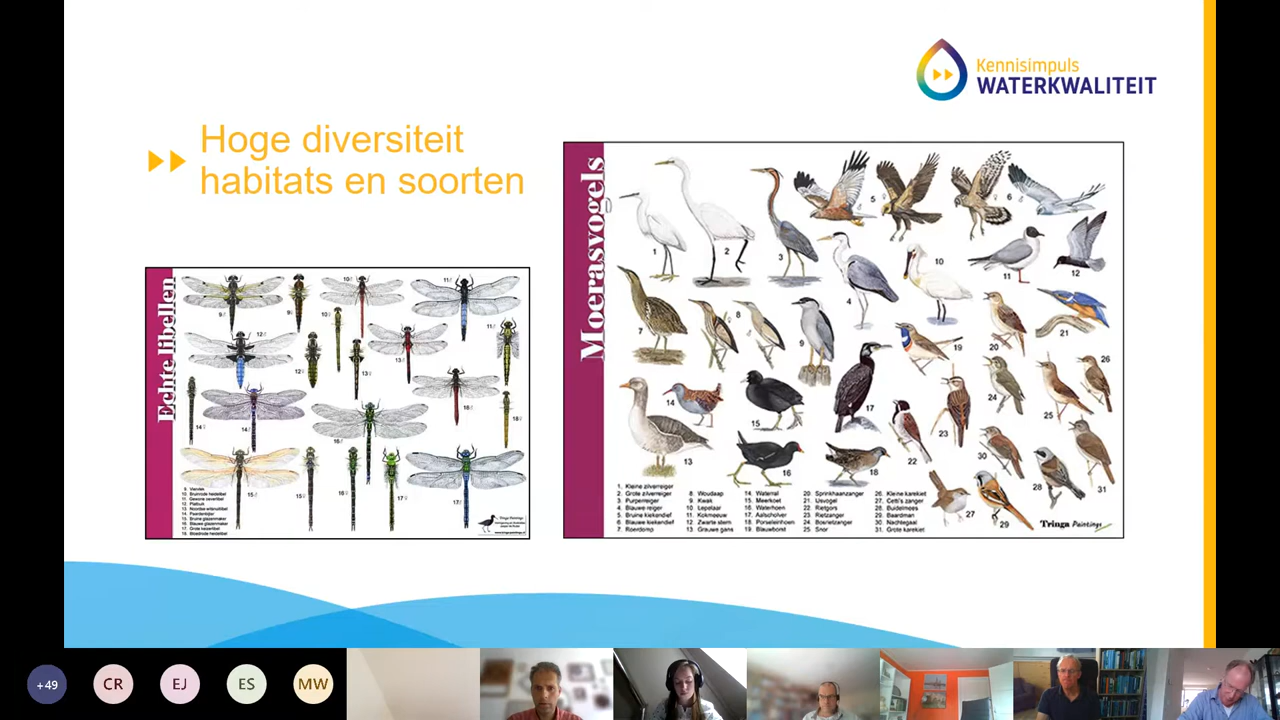 Kennisimpuls
WATERKWALITEIT
Hoge diversiteit
habitats en soorten
Echte libellen
Moerasvogels
1. Kleine zilverreiger
2. Grote zilverreiger
3. Purperreiger
4. Blauwe reiger
5. Bruine kiekendief
6. Blauwe kiekendief
7. Roerdomp
8. Woudaap
9. Kwak
10. Lepelaar
11. Kokmeeuw
12. Zwarte stern
13. Grauwe gans
14. Waterral
15. Meerkoet
16. Waterhoen
17. Aalscholver
18. Porseleinhoen
19. Blauwborst
20. Sprinkhaanzanger
21. IJsvogel
22. Rietgors
23. Rietzanger
24. Bosrietzanger
25. Snor
26. Kleine karekiet
27. Cetti's zanger
28. Buidelmees
29. Baardman
30. Nachtegaal
31. Grote karekiet
Tringa Paintings
+49
CR
EJ
ES
MW